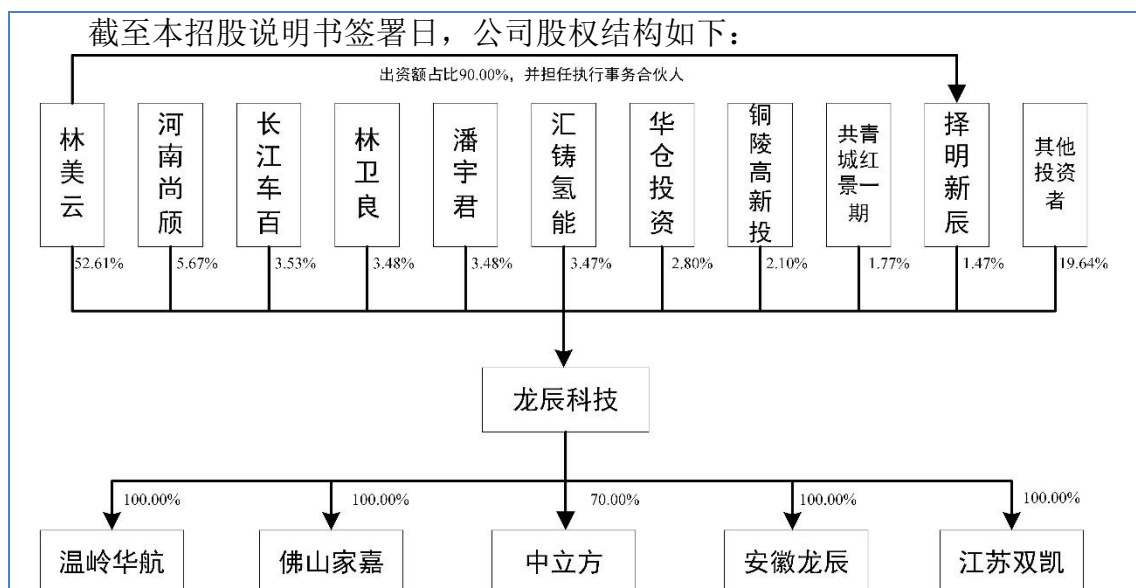 截至本招股说明书签署日，公司股权结构如下：
出资额占比90.00%，并担任执行事务合伙人
林美云
河南尚颀
长江车百
林卫良
潘宇君
汇铸氢能
华仓投资
铜陵高新投
共青城红景一期
择明新辰
其他投资者
52.61%
5.67%
3.53%
3.48%
3.48%
3.47%
2.80%
2.10%
1.77%
1.47%
19.64%
龙辰科技
100.00%
100.00%
70.00%
100.00%
100.00%
温岭华航
佛山家嘉
中立方
安徽龙辰
江苏双凯